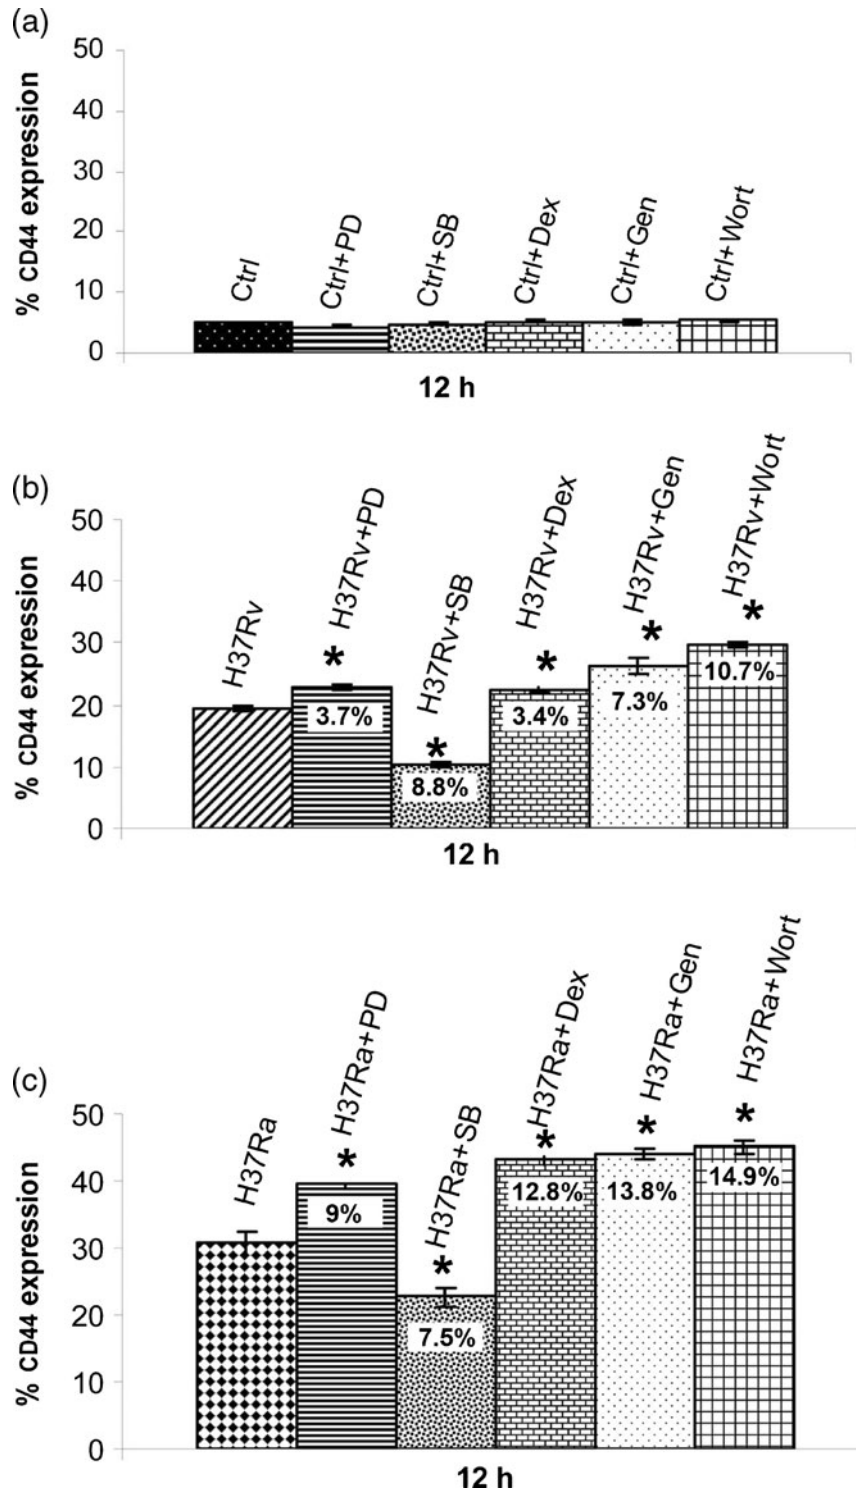 (a)
50
40
30
20
10
0
% CD44 expression
Ctrl
Ctrl+PD
Ctrl+SB
Ctrl+Dex
Ctrl+Gen
Ctrl+Wort
12 h
(b)
50
40
30
20
10
0
% CD44 expression
H37Rv
H37Rv+PD
H37Rv+SB
H37Rv+Dex
H37Rv+Gen
H37Rv+Wort
*
*
*
*
*
3.7%
8.8%
3.4%
7.3%
10.7%
12 h
(c)
50
40
30
20
10
0
% CD44 expression
H37Ra
H37Ra+PD
H37Ra+SB
H37Ra+Dex
H37Ra+Gen
H37Ra+Wort
*
*
*
*
*
9%
7.5%
12.8%
13.8%
14.9%
12 h